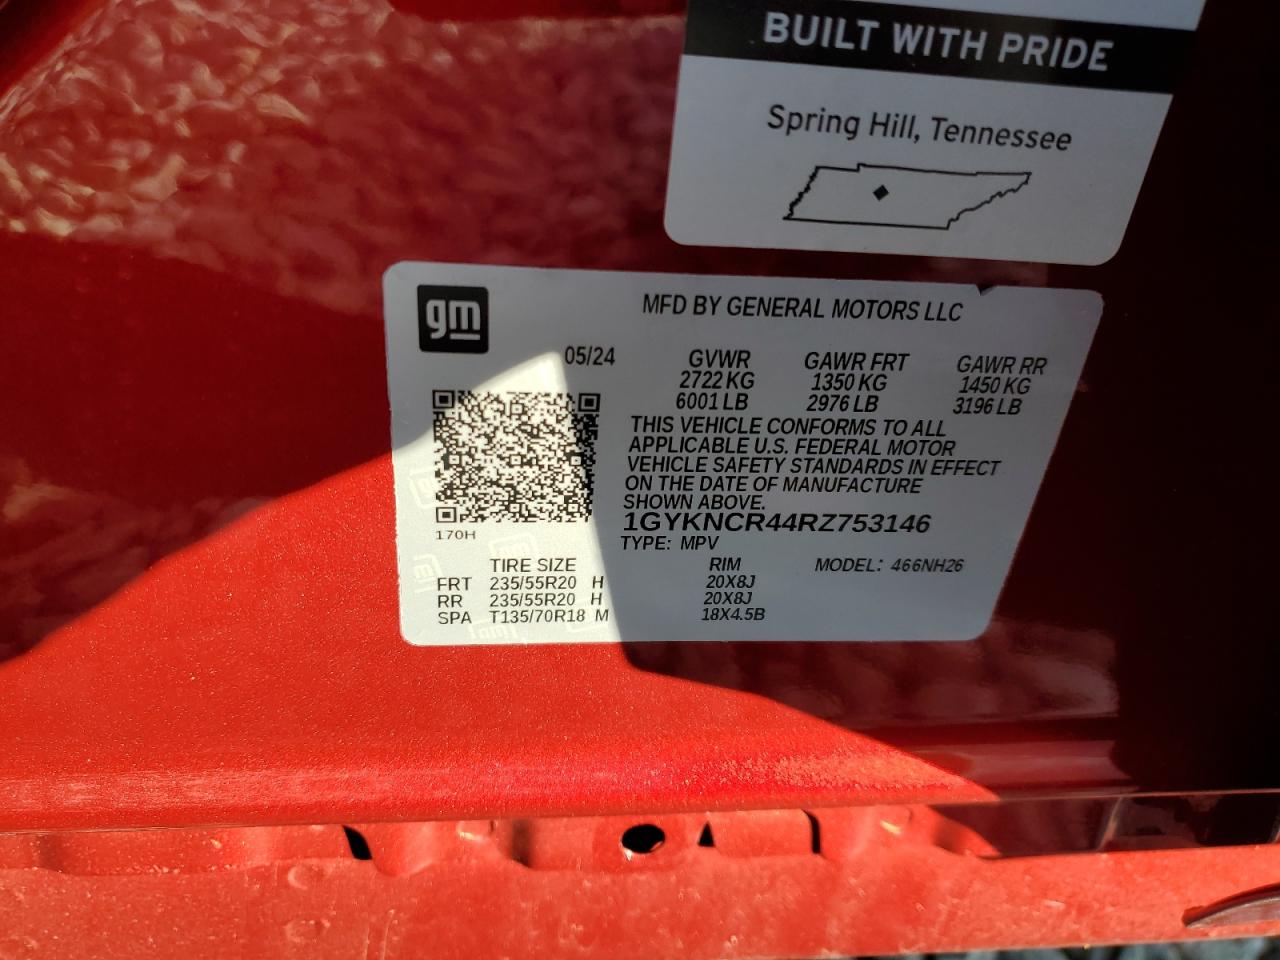 BUILT WITH PRIDE
Spring Hill, Tennessee
gm
MFD BY GENERAL MOTORS LLC
05/24 GVWR GAWR FRT GAWR RR
2722 KG 1350 KG 1450 KG
6001 LB 2976 LB 3196 LB
THIS VEHICLE CONFORMS TO ALL
APPLICABLE U.S. FEDERAL MOTOR
VEHICLE SAFETY STANDARDS IN EFFECT
ON THE DATE OF MANUFACTURE
SHOWN ABOVE.
1GYKNCR44RZ753146
170H
TYPE: MPV
TIRE SIZE RIM MODEL: 466NH26
FRT 235/55R20 H 20X8J
RR 235/55R20 H 20X8J
SPA T135/70R18 M 18X4.5B